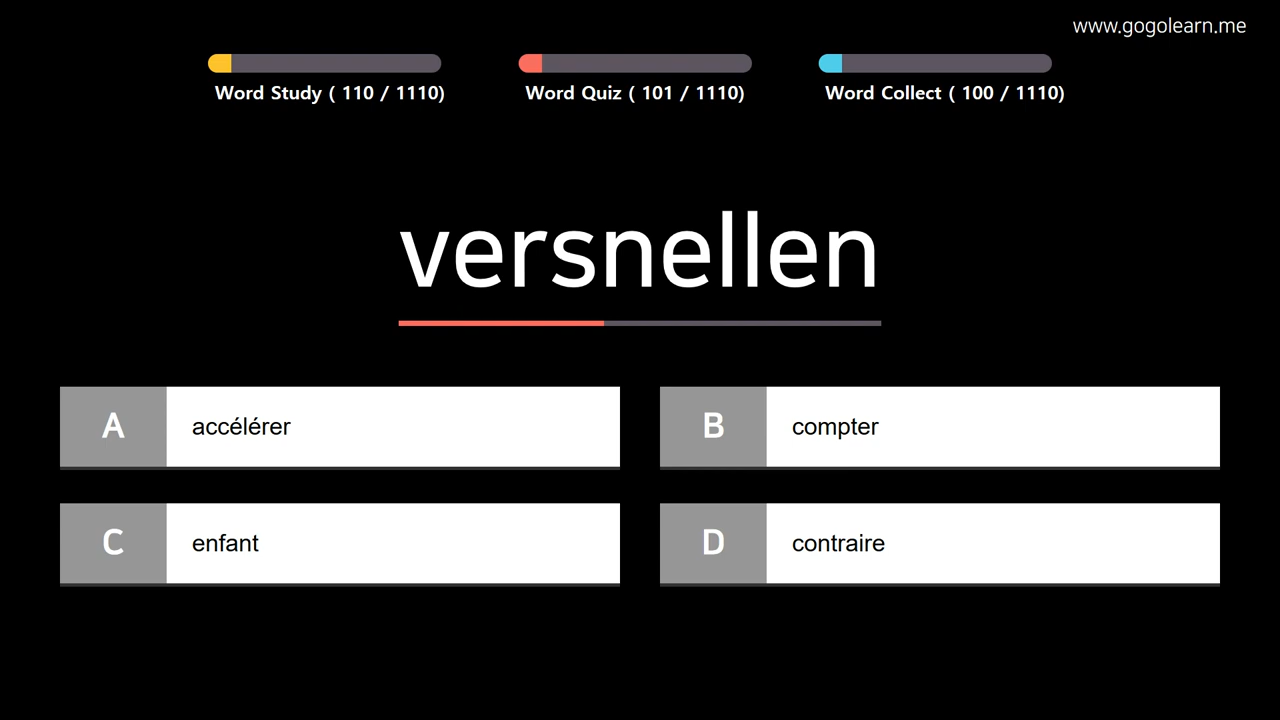 www.gogolearn.me
Word Study ( 110 / 1110)
Word Quiz ( 101 / 1110)
Word Collect ( 100 / 1110)
versnellen
A accélérer
B compter
C enfant
D contraire